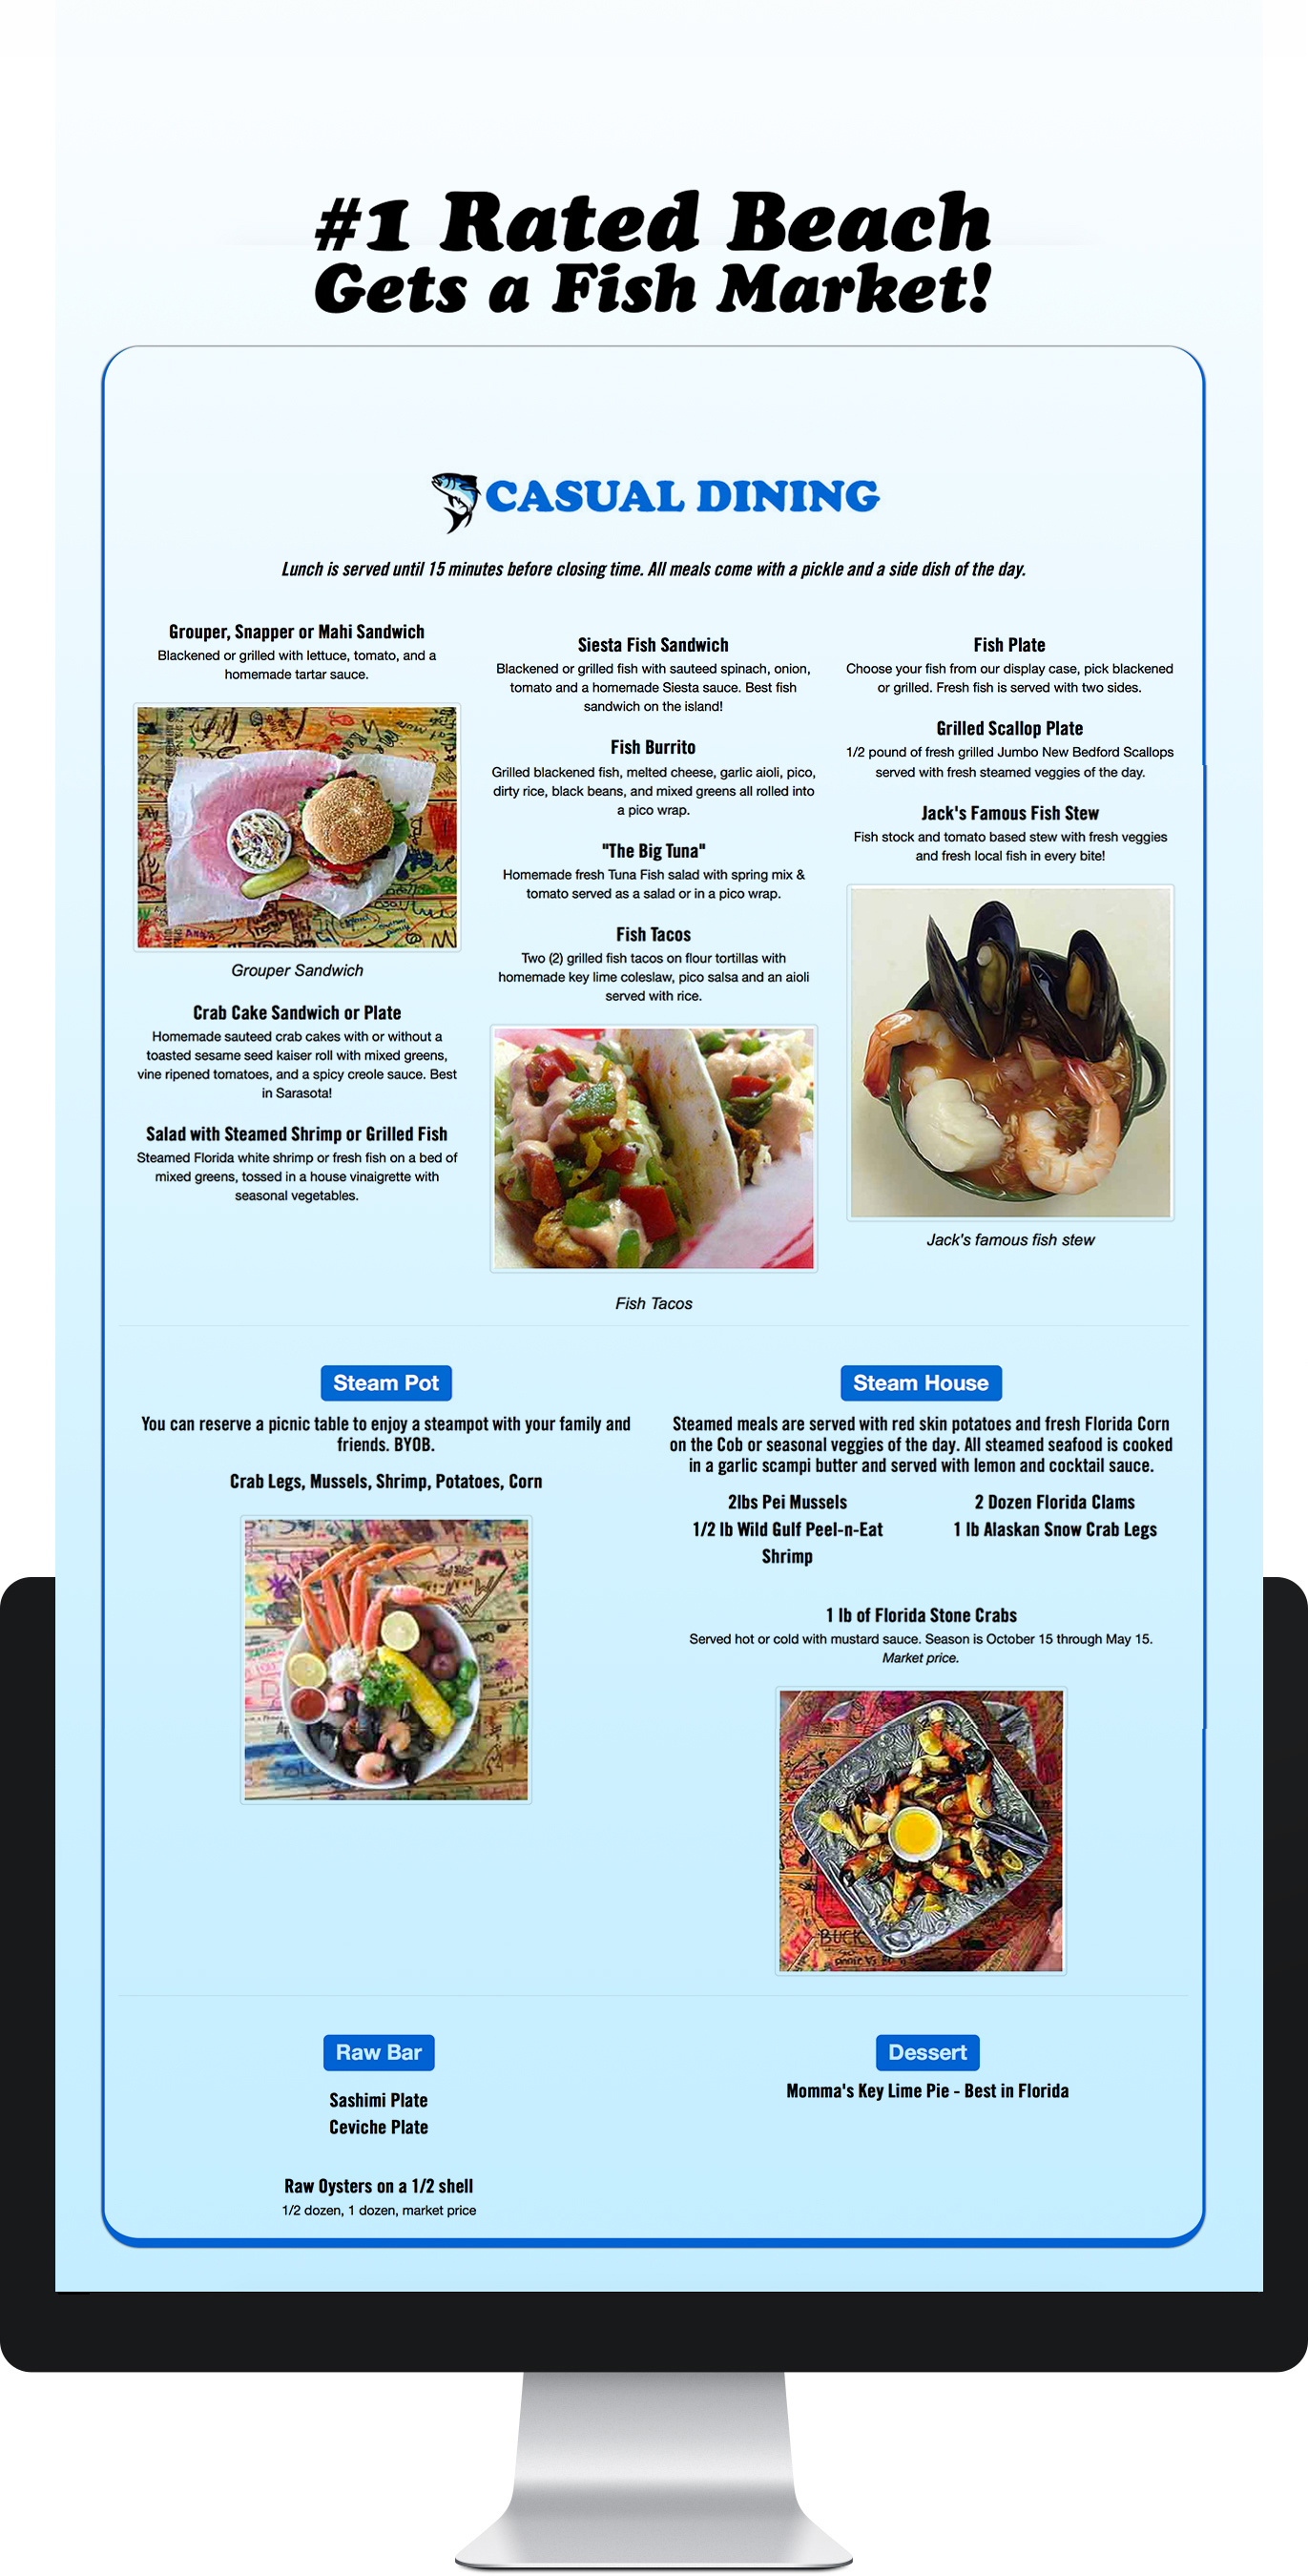 #1 Rated Beach
Gets a Fish Market!
CASUAL DINING
Lunch is served until 15 minutes before closing time. All meals come with a pickle and a side dish of the day.
Grouper, Snapper or Mahi Sandwich
Blackened or grilled with lettuce, tomato, and a
homemade tartar sauce.
Grouper Sandwich
Crab Cake Sandwich or Plate
Homemade sauteed crab cakes with or without a
toasted sesame seed kaiser roll with mixed greens,
vine ripened tomatoes, and a spicy creole sauce. Best
in Sarasota!
Salad with Steamed Shrimp or Grilled Fish
Steamed Florida white shrimp or fresh fish on a bed of
mixed greens, tossed in a house vinaigrette with
seasonal vegetables.
Siesta Fish Sandwich
Blackened or grilled fish with sauteed spinach, onion,
tomato and a homemade Siesta sauce. Best fish
sandwich on the island!
Fish Burrito
Grilled blackened fish, melted cheese, garlic aioli, pico,
dirty rice, black beans, and mixed greens all rolled into
a pico wrap.
"The Big Tuna"
Homemade fresh Tuna Fish salad with spring mix &
tomato served as a salad or in a pico wrap.
Fish Tacos
Two (2) grilled fish tacos on flour tortillas with
homemade key lime coleslaw, pico salsa and an aioli
served with rice.
Fish Tacos
Fish Plate
Choose your fish from our display case, pick blackened
or grilled. Fresh fish is served with two sides.
Grilled Scallop Plate
1/2 pound of fresh grilled Jumbo New Bedford Scallops
served with fresh steamed veggies of the day.
Jack's Famous Fish Stew
Fish stock and tomato based stew with fresh veggies
and fresh local fish in every bite!
Jack's famous fish stew
Steam Pot
You can reserve a picnic table to enjoy a steampot with your family and
friends. BYOB.
Crab Legs, Mussels, Shrimp, Potatoes, Corn
Steam House
Steamed meals are served with red skin potatoes and fresh Florida Corn
on the Cob or seasonal veggies of the day. All steamed seafood is cooked
in a garlic scampi butter and served with lemon and cocktail sauce.
2lbs Pei Mussels
1/2 lb Wild Gulf Peel-n-Eat
Shrimp
2 Dozen Florida Clams
1 lb Alaskan Snow Crab Legs
1 lb of Florida Stone Crabs
Served hot or cold with mustard sauce. Season is October 15 through May 15.
Market price.
BUCK
Raw Bar
Sashimi Plate
Ceviche Plate
Raw Oysters on a 1/2 shell
1/2 dozen, 1 dozen, market price
Dessert
Momma's Key Lime Pie - Best in Florida